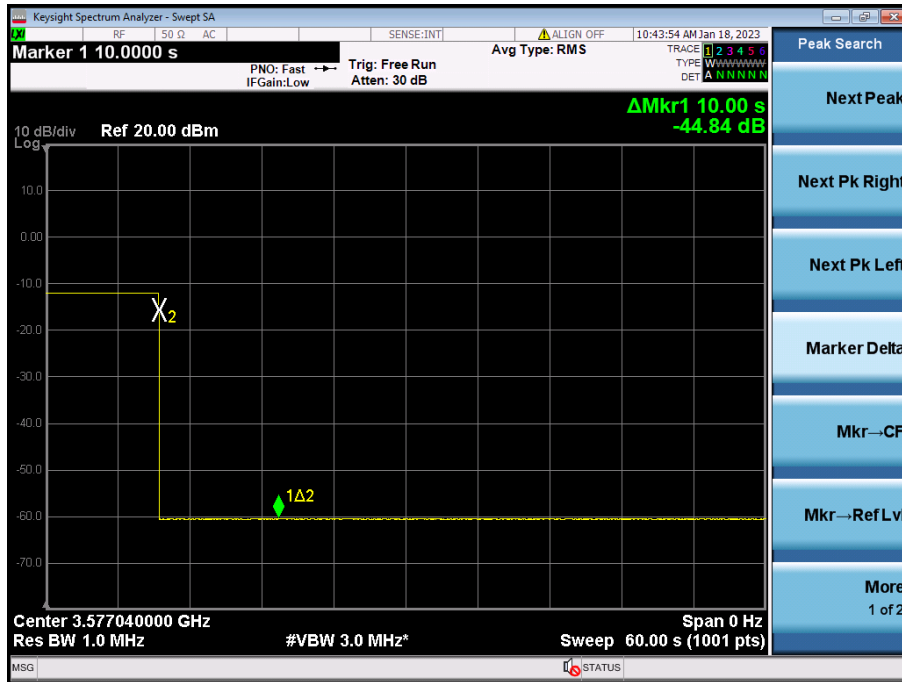 Keysight Spectrum Analyzer - Swept SA
LXI RF 50 Ω AC SENSE:INT ALIGN OFF 10:43:54 AM Jan 18, 2023
Marker 1 10.0000 s
PNO: Fast
IFGain:Low
Trig: Free Run
Atten: 30 dB
Avg Type: RMS
TRACE 1 2 3 4 5 6
TYPE W W W W W W
DET A N N N N N
ΔMkr1 10.00 s
-44.84 dB
10 dB/div Ref 20.00 dBm
Log
10.0
0.00
-10.0
-20.0
-30.0
-40.0
-50.0
-60.0
-70.0
X2
1Δ2
Center 3.577040000 GHz Span 0 Hz
Res BW 1.0 MHz #VBW 3.0 MHz* Sweep 60.00 s (1001 pts)
MSG STATUS
Peak Search
Next Peak
Next Pk Right
Next Pk Left
Marker Delta
Mkr→CF
Mkr→Ref Lvl
More
1 of 2